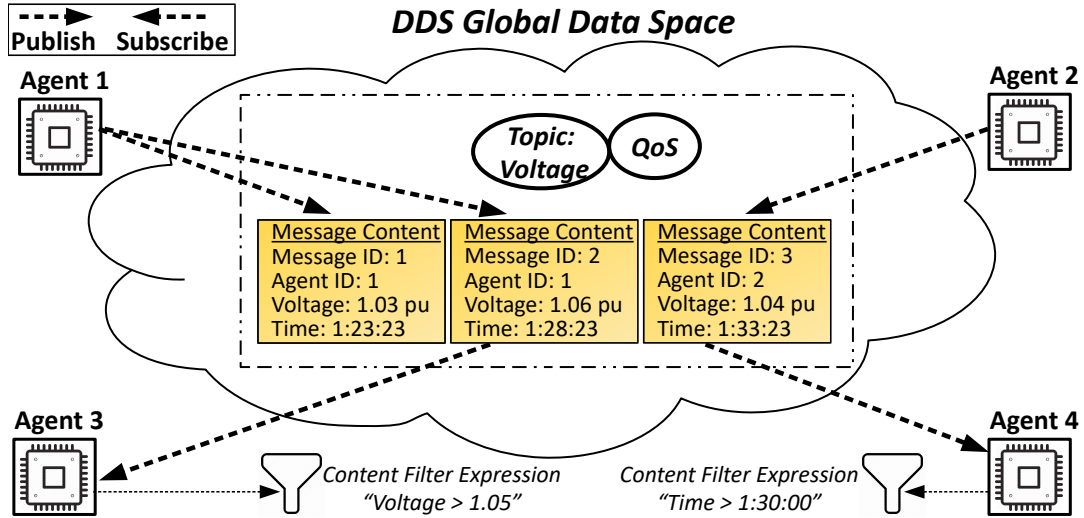 DDS Global Data Space
Publish Subscribe
Agent 1
Agent 2
Topic:
Voltage
QoS
Message Content
Message ID: 1
Agent ID: 1
Voltage: 1.03 pu
Time: 1:23:23
Message Content
Message ID: 2
Agent ID: 1
Voltage: 1.06 pu
Time: 1:28:23
Message Content
Message ID: 3
Agent ID: 2
Voltage: 1.04 pu
Time: 1:33:23
Agent 3
Agent 4
Content Filter Expression
“Voltage > 1.05”
Content Filter Expression
“Time > 1:30:00”